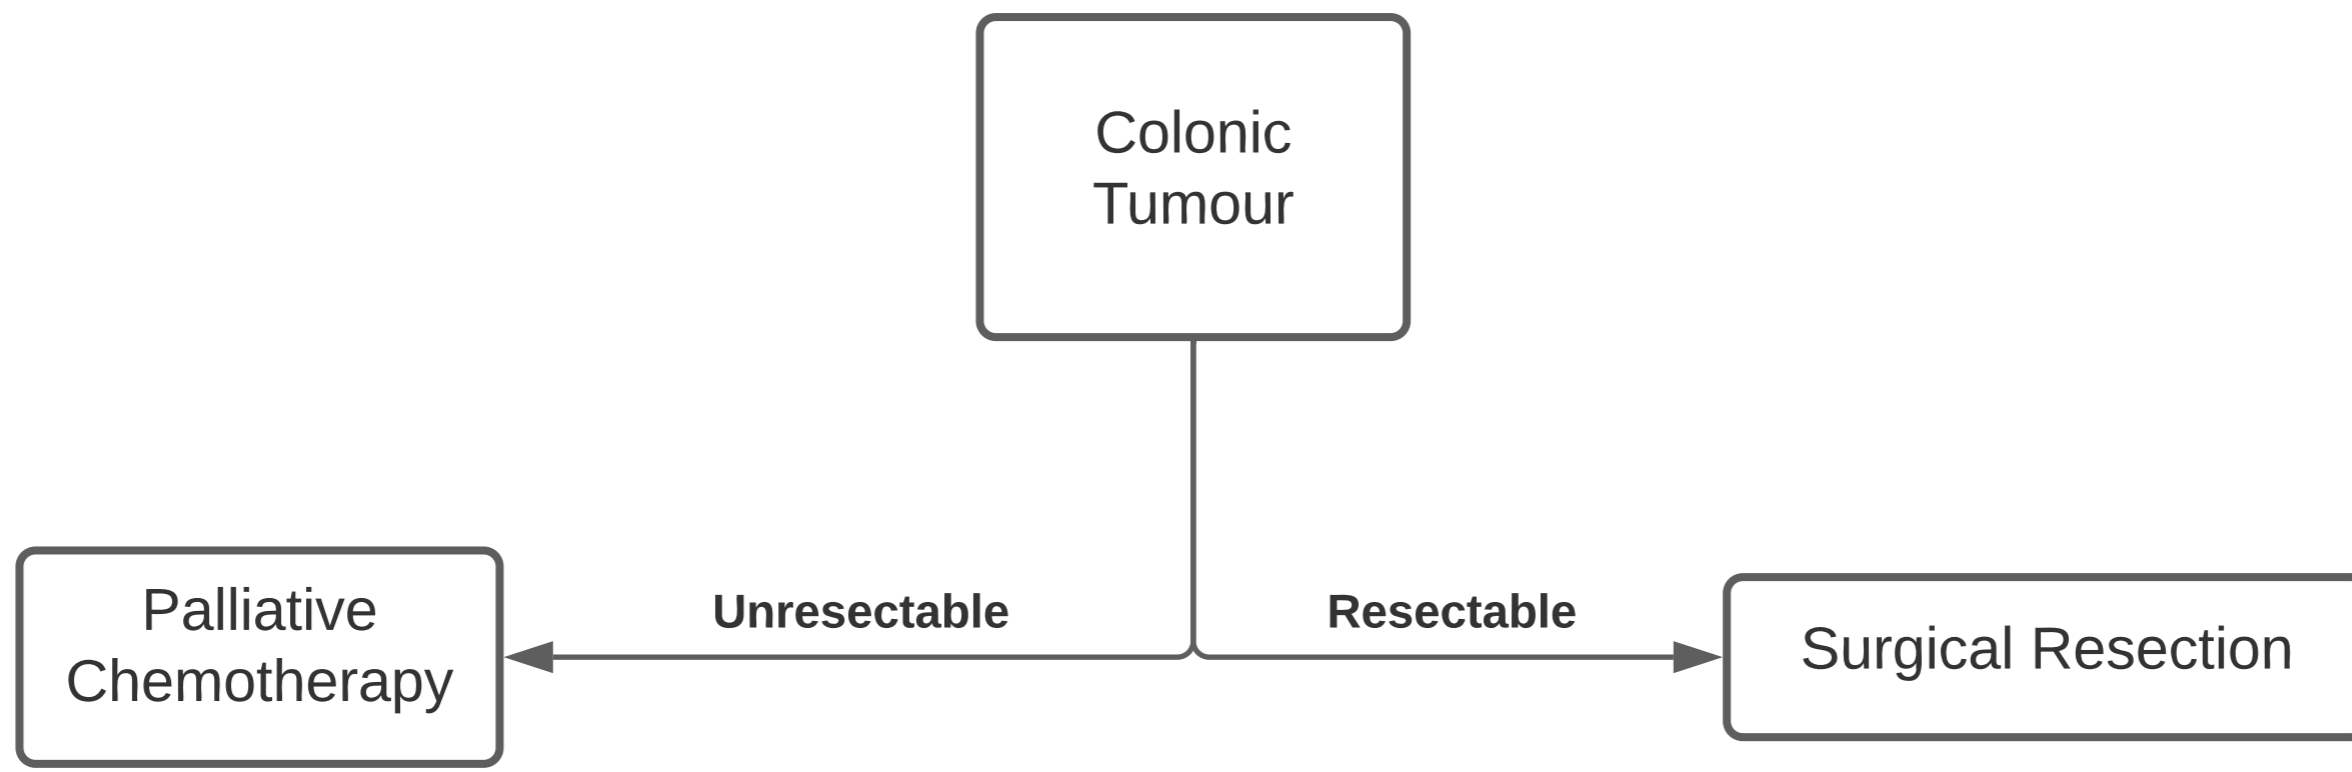 Colonic
Tumour
Unresectable
Resectable
Palliative
Chemotherapy
Surgical Resection